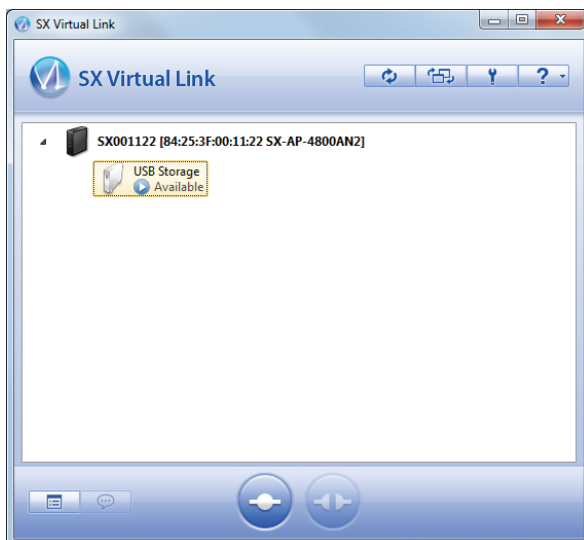 SX Virtual Link
SX Virtual Link
?
SX001122 [84:25:3F:00:11:22 SX-AP-4800AN2]
USB Storage
Available